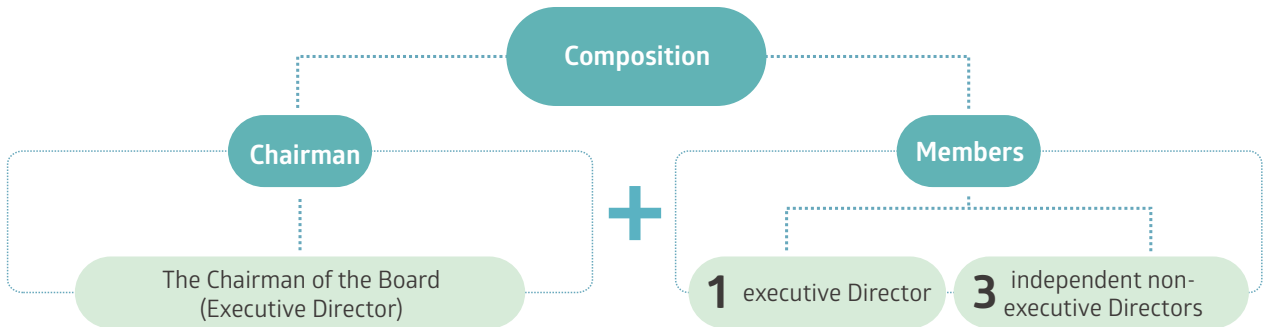 Composition
Chairman
Members
The Chairman of the Board
(Executive Director)
1 executive Director
3 independent non-
executive Directors